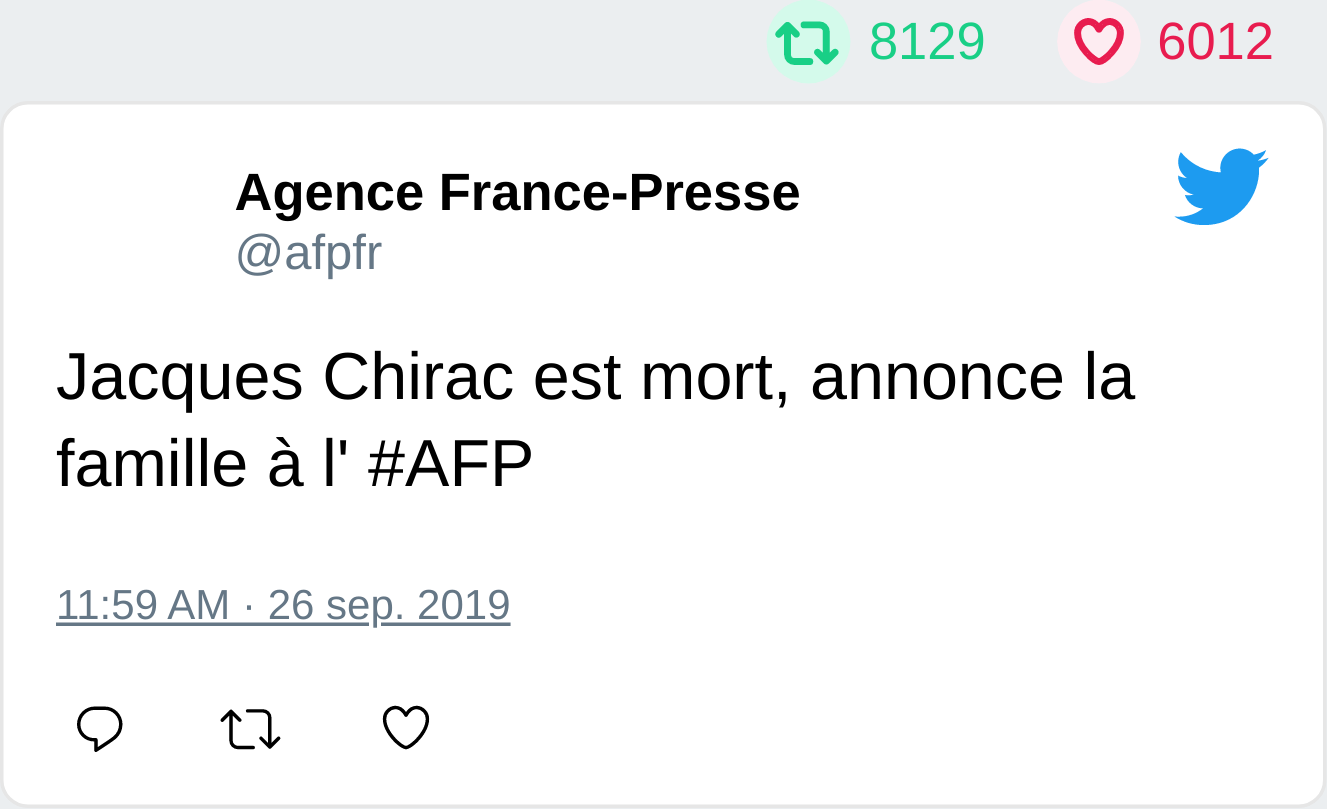 8129 6012
Agence France-Presse
@afpfr
Jacques Chirac est mort, annonce la
famille à l' #AFP
11:59 AM · 26 sep. 2019